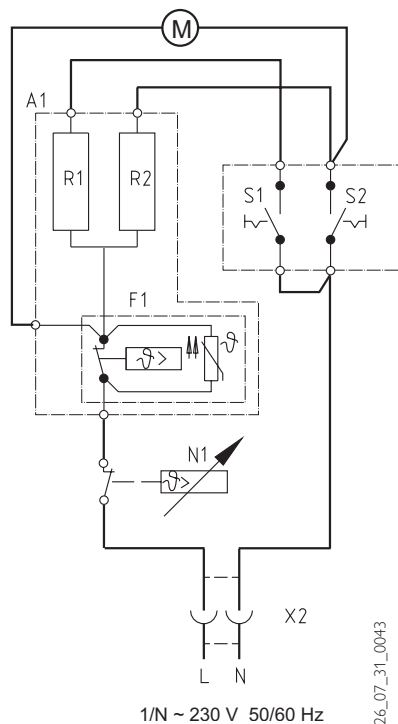 M
A1
R1 R2
S1 S2
F1
ϑ> ϑ
N1
ϑ>
X2
L N
1/N ~ 230 V 50/60 Hz
26_07_31_0043